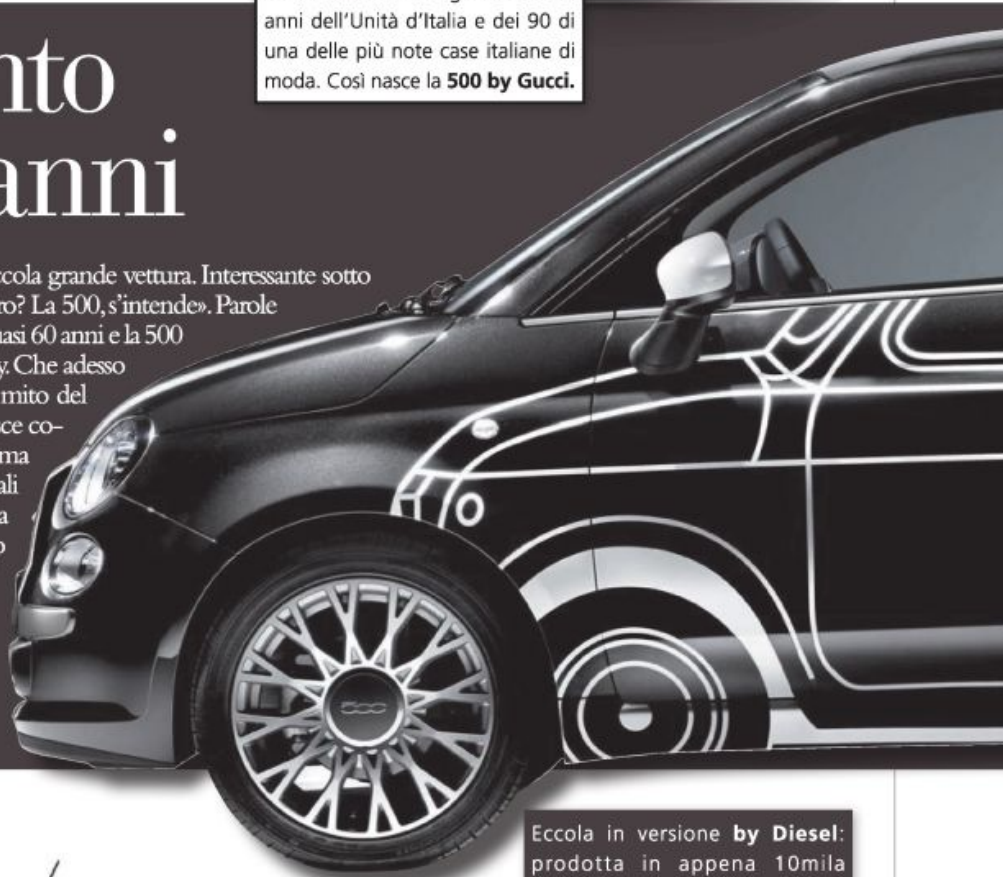 anni dell'Unità d'Italia e dei 90 di
una delle più note case italiane di
moda. Così nasce la 500 by Gucci.
nto
anni
ccola grande vettura. Interessante sotto
ro? La 500, s'intende». Parole
uasi 60 anni e la 500
y. Che adesso
mito del
sce co-
ma
ali
a
o
500
Eccola in versione by Diesel:
prodotta in appena 10mila